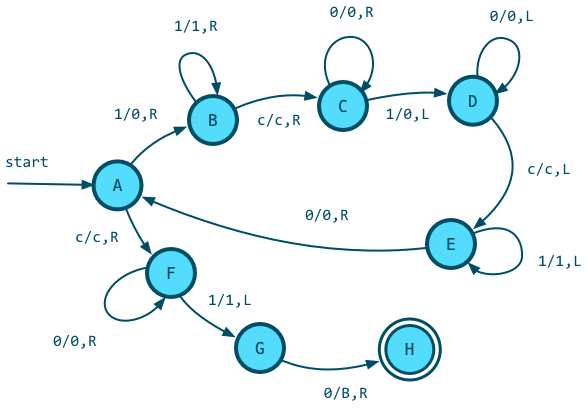 0/0,R
0/0,L
1/1,R
D
C
B
1/0,R
1/0,L
c/c,R
start
c/c,L
A
0/0,R
c/c,R
E
1/1,L
F
1/1,L
0/0,R
G
H
0/B,R